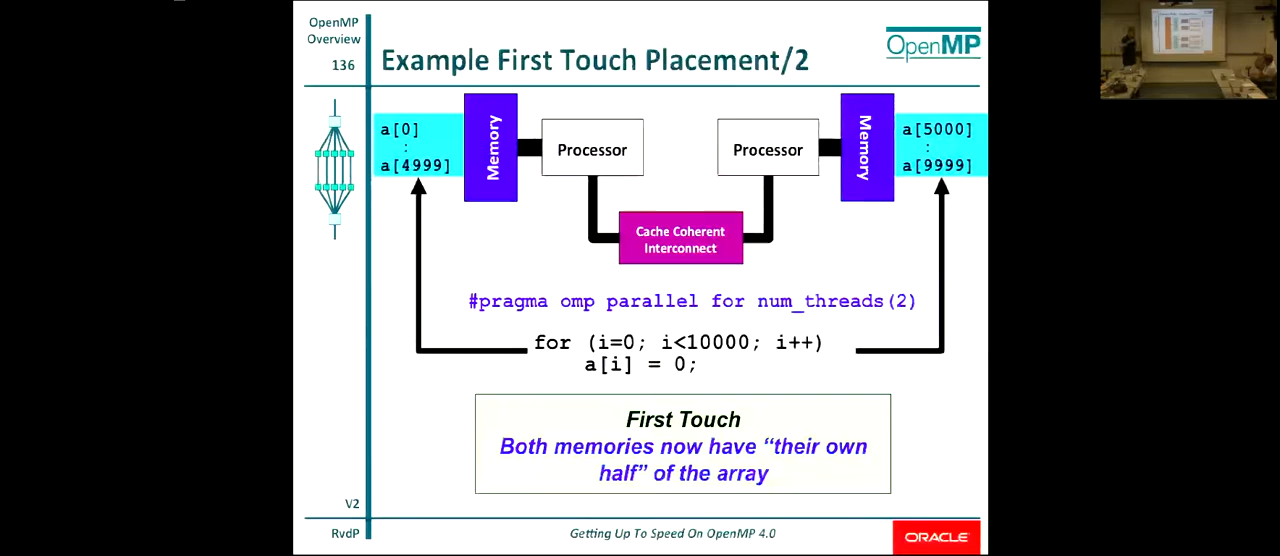 OpenMP
Overview
136
Example First Touch Placement/2
OpenMP
a[0]
:
a[4999]
Memory
Processor
Processor
Memory
a[5000]
:
a[9999]
Cache Coherent
Interconnect
#pragma omp parallel for num_threads(2)
for (i=0; i<10000; i++)
a[i] = 0;
First Touch
Both memories now have “their own
half” of the array
V2
RvdP
Getting Up To Speed On OpenMP 4.0
ORACLE